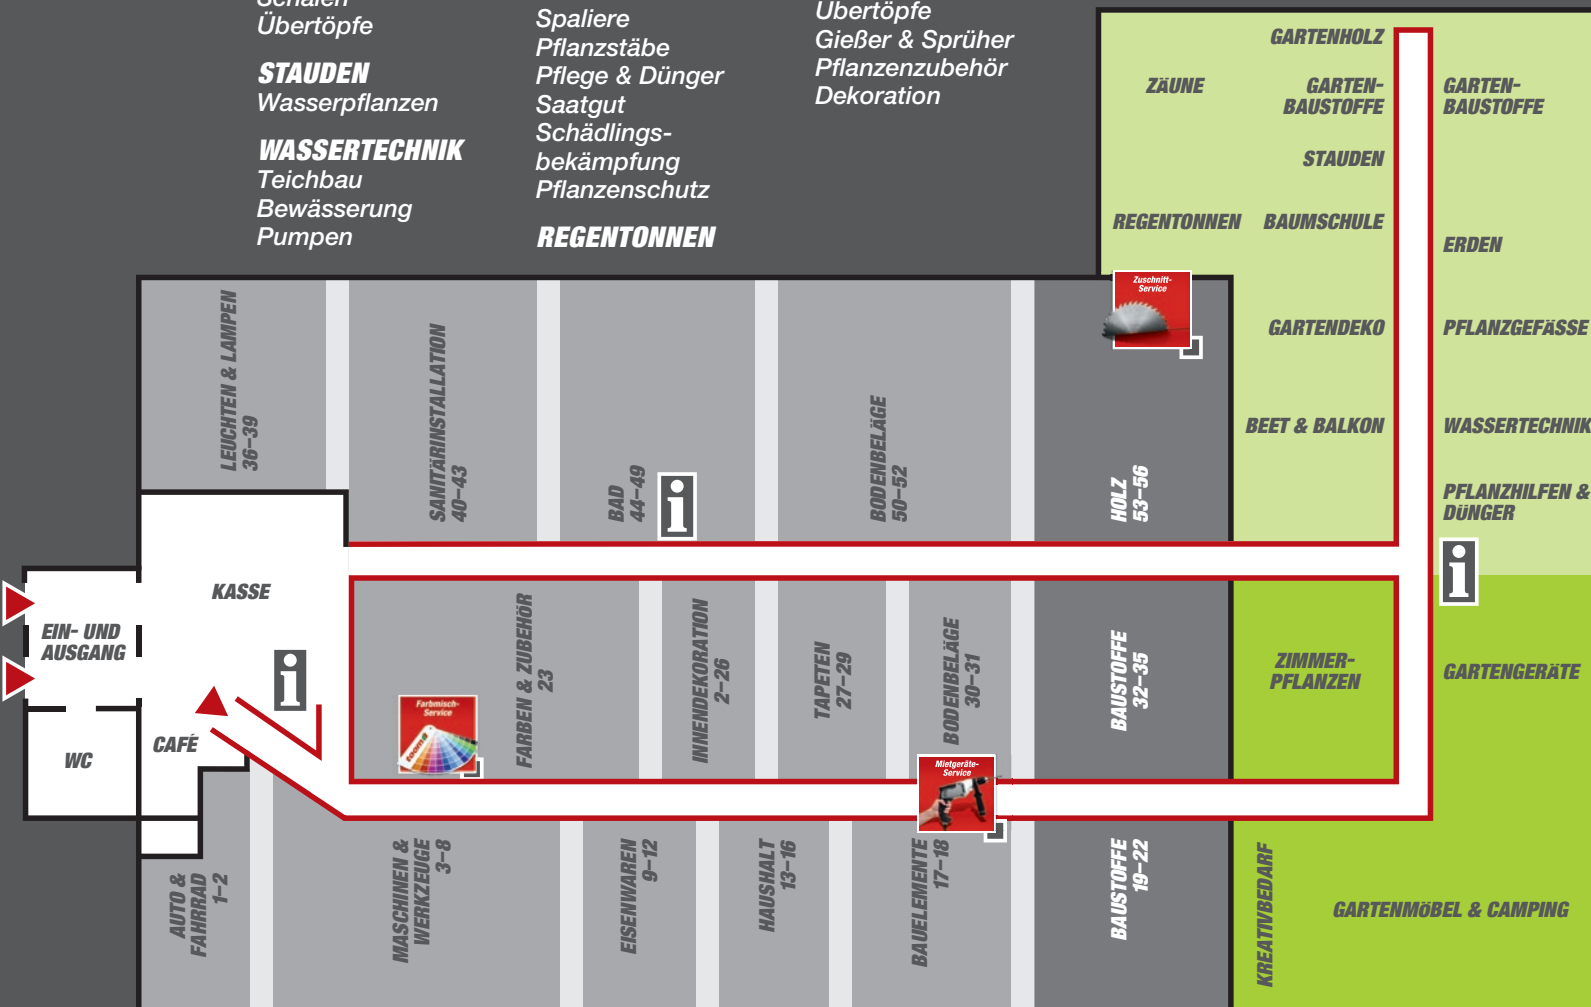 Schalen
Übertöpfe
STAUDEN
Wasserpflanzen
WASSERTECHNIK
Teichbau
Bewässerung
Pumpen
Spaliere
Pflanzstäbe
Pflege & Dünger
Saatgut
Schädlings-
bekämpfung
Pflanzenschutz
REGENTONNEN
Übertöpfe
Gießer & Sprüher
Pflanzenzubehör
Dekoration
GARTENHOLZ
ZÄUNE
GARTEN-
BAUSTOFFE
GARTEN-
BAUSTOFFE
STAUDEN
REGENTONNEN
BAUMSCHULE
ERDEN
Zuschnitt-
Service
GARTENDEKO
PFLANZGEFÄSSE
BEET & BALKON
WASSERTECHNIK
PFLANZHILFEN &
DÜNGER
LEUCHTEN & LAMPEN
36–39
SANITÄRINSTALLATION
40–43
BAD
44–49
i
BODENBELÄGE
50–52
HOLZ
53–56
i
KASSE
EIN- UND
AUSGANG
i
WC
CAFÉ
Farbmisch-
Service
toom
FARBEN & ZUBEHÖR
23
INNENDEKORATION
2–26
TAPETEN
27–29
BODENBELÄGE
30–31
BAUSTOFFE
32–35
ZIMMER-
PFLANZEN
GARTENGERÄTE
Mietgeräte-
Service
AUTO &
FAHRRAD
1–2
MASCHINEN &
WERKZEUGE
3–8
EISENWAREN
9–12
HAUSHALT
13–16
BAUELEMENTE
17–18
BAUSTOFFE
19–22
KREATIVBEDARF
GARTENMÖBEL & CAMPING